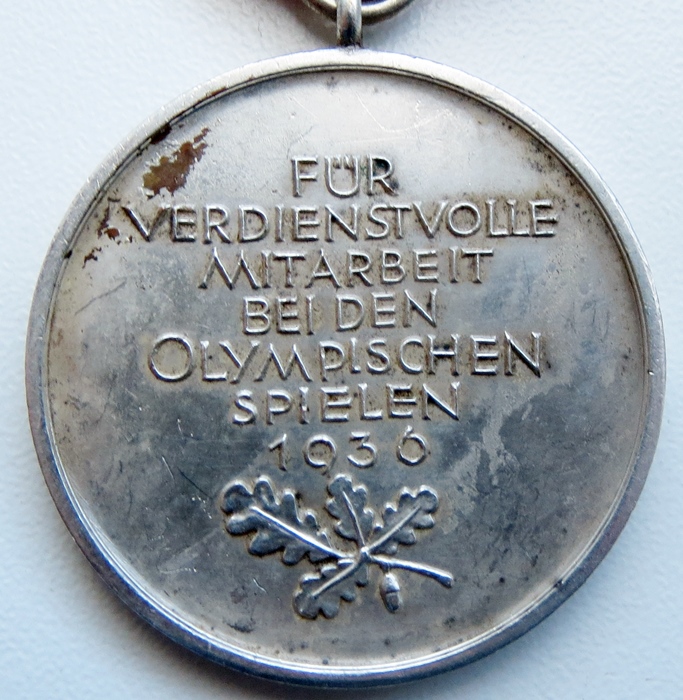 FÜR
VERDIENSTVOLLE
MITARBEIT
BEI DEN
OLYMPISCHEN
SPIELEN
1936